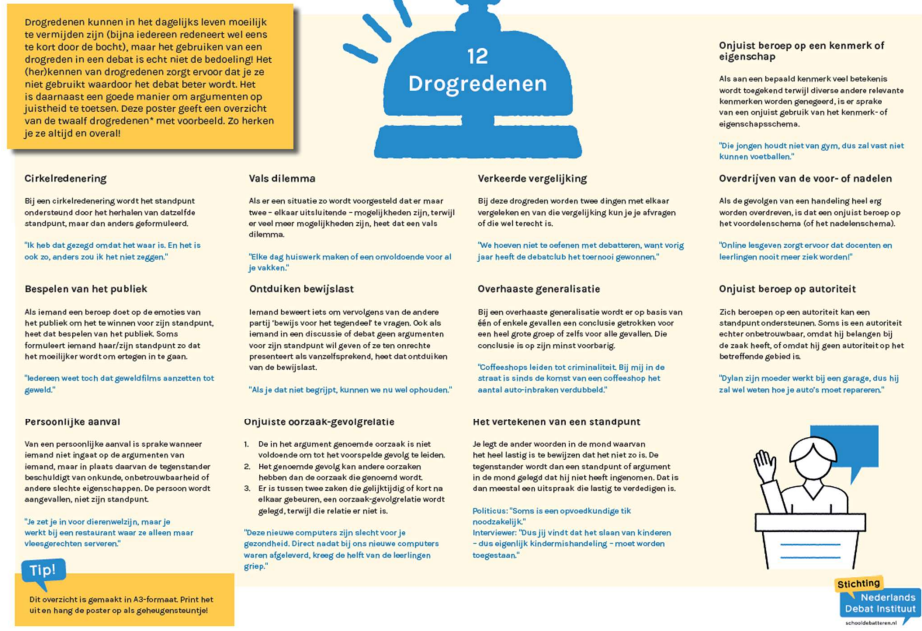 Drogredenen kunnen in het dagelijks leven moeilijk
te vermijden zijn (bijna iedereen redeneert wel eens
te kort door de bocht), maar het gebruiken van een
drogreden in een debat is echt niet de bedoeling! Het
(her)kennen van drogredenen zorgt ervoor dat je ze
niet gebruikt waardoor het debat beter wordt. Het
is daarnaast een goede manier om argumenten op
juistheid te toetsen. Deze poster geeft een overzicht
van de twaalf drogredenen* met voorbeeld. Zo herken
je ze altijd en overal!
12
Drogredenen
Onjuist beroep op een kenmerk of
eigenschap
Als aan een bepaald kenmerk veel betekenis
wordt toegekend terwijl diverse andere relevante
kenmerken worden genegeerd, is er sprake
van een onjuist gebruik van het kenmerk- of
eigenschapsschema.
"Die jongen houdt niet van gym, dus zal vast niet
kunnen voetballen."
Cirkelredenering
Bij een cirkelredenering wordt het standpunt
ondersteund door het herhalen van datzelfde
standpunt, maar dan anders geformuleerd.
"Ik heb dat gezegd omdat het waar is. En het is
ook zo, anders zou ik het niet zeggen."
Vals dilemma
Als er een situatie zo wordt voorgesteld dat er maar
twee – elkaar uitsluitende – mogelijkheden zijn, terwijl
er veel meer mogelijkheden zijn, heet dat een vals
dilemma.
"Elke dag huiswerk maken of een onvoldoende voor al
je vakken."
Verkeerde vergelijking
Bij deze drogreden worden twee dingen met elkaar
vergeleken en van die vergelijking kun je je afvragen
of die wel terecht is.
"We hoeven niet te oefenen met debatteren, want vorig
jaar heeft de debatclub het toernooi gewonnen."
Overdrijven van de voor- of nadelen
Als de gevolgen van een handeling heel erg
worden overdreven, is dat een onjuist beroep op
het voordelenschema (of het nadelenschema).
"Online lesgeven zorgt ervoor dat docenten en
leerlingen nooit meer ziek worden!"
Bespelen van het publiek
Als iemand een beroep doet op de emoties van
het publiek om het te winnen voor zijn standpunt,
heet dat bespelen van het publiek. Soms
formuleert iemand haar/zijn standpunt zo dat
het moeilijker wordt om ertegen in te gaan.
"Iedereen weet toch dat geweldfilms aanzetten tot
geweld."
Ontduiken bewijslast
Iemand beweert iets om vervolgens van de andere
partij 'bewijs voor het tegendeel' te vragen. Ook als
iemand in een discussie of debat geen argumenten
voor zijn standpunt wil geven of ze ten onrechte
presenteert als vanzelfsprekend, heet dat ontduiken
van de bewijslast.
"Als je dat niet begrijpt, kunnen we nu wel ophouden."
Overhaaste generalisatie
Bij een overhaaste generalisatie wordt er op basis van
één of enkele gevallen een conclusie getrokken voor
een heel grote groep of zelfs voor alle gevallen. Die
conclusie is op zijn minst voorbarig.
"Coffeeshops leiden tot criminaliteit. Bij mij in de
straat is sinds de komst van een coffeeshop het
aantal auto-inbraken verdubbeld."
Onjuist beroep op autoriteit
Zich beroepen op een autoriteit kan een
standpunt ondersteunen. Soms is een autoriteit
echter onbetrouwbaar, omdat hij belangen bij
de zaak heeft, of omdat hij geen autoriteit op het
betreffende gebied is.
"Dylan zijn moeder werkt bij een garage, dus hij
zal wel weten hoe je auto's moet repareren."
Persoonlijke aanval
Van een persoonlijke aanval is sprake wanneer
iemand niet ingaat op de argumenten van
iemand, maar in plaats daarvan de tegenstander
beschuldigt van onkunde, onbetrouwbaarheid of
andere slechte eigenschappen. De persoon wordt
aangevallen, niet zijn standpunt.
"Je zet je in voor dierenwelzijn, maar je
werkt bij een restaurant waar ze alleen maar
vleesgerechten serveren."
Onjuiste oorzaak-gevolgrelatie
1. De in het argument genoemde oorzaak is niet
voldoende om tot het voorspelde gevolg te leiden.
2. Het genoemde gevolg kan andere oorzaken
hebben dan de oorzaak die genoemd wordt.
3. Er is tussen twee zaken die gelijktijdig of kort na
elkaar gebeuren, een oorzaak-gevolgrelatie wordt
gelegd, terwijl die relatie er niet is.
"Deze nieuwe computers zijn slecht voor je
gezondheid. Direct nadat bij ons nieuwe computers
waren afgeleverd, kreeg de helft van de leerlingen
griep."
Het vertekenen van een standpunt
Je legt de ander woorden in de mond waarvan
het heel lastig is te bewijzen dat het niet zo is. De
tegenstander wordt dan een standpunt of argument
in de mond gelegd dat hij niet heeft ingenomen. Dat is
dan meestal een uitspraak die lastig te verdedigen is.
Politicus: "Soms is een opvoedkundige tik
noodzakelijk."
Interviewer: "Dus jij vindt dat het slaan van kinderen
– dus eigenlijk kindermishandeling – moet worden
toegestaan."
Tip!
Dit overzicht is gemaakt in A3-formaat. Print het
uit en hang de poster op als geheugensteuntje!
Stichting
Nederlands
Debat Instituut
schooldebatteren.nl